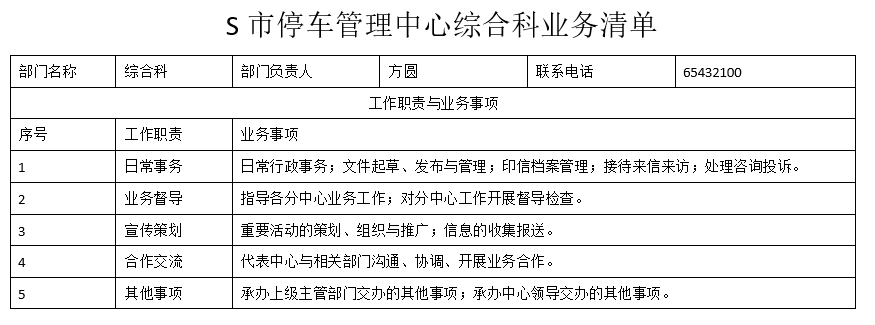 S 市停车管理中心综合科业务清单
部门名称 综合科 部门负责人 方圆 联系电话 65432100
工作职责与业务事项
序号 工作职责 业务事项
1 日常事务 日常行政事务；文件起草、发布与管理；印信档案管理；接待来信来访；处理咨询投诉。
2 业务督导 指导各分中心业务工作；对分中心工作开展督导检查。
3 宣传策划 重要活动的策划、组织与推广；信息的收集报送。
4 合作交流 代表中心与相关部门沟通、协调、开展业务合作。
5 其他事项 承办上级主管部门交办的其他事项；承办中心领导交办的其他事项。